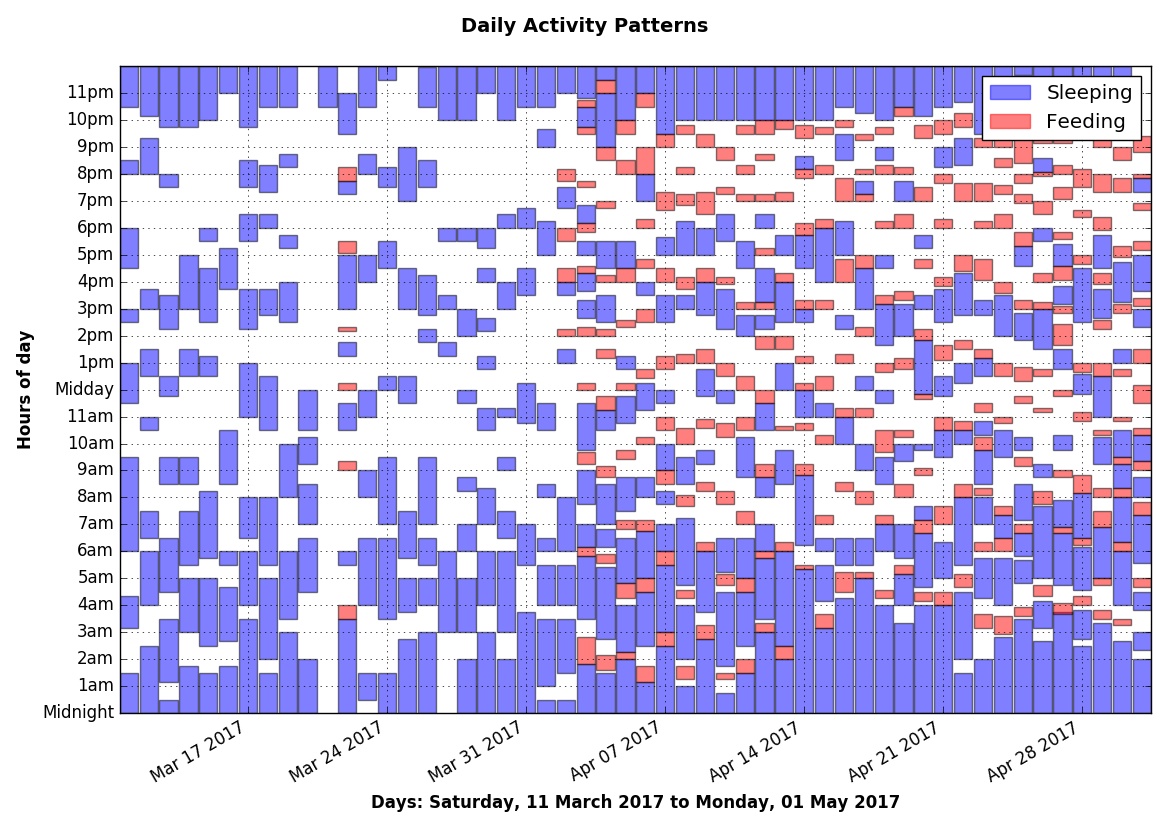 Daily Activity Patterns
Sleeping
Feeding
Hours of day
11pm
10pm
9pm
8pm
7pm
6pm
5pm
4pm
3pm
2pm
1pm
Midday
11am
10am
9am
8am
7am
6am
5am
4am
3am
2am
1am
Midnight
Mar 17 2017
Mar 24 2017
Mar 31 2017
Apr 07 2017
Apr 14 2017
Apr 21 2017
Apr 28 2017
Days: Saturday, 11 March 2017 to Monday, 01 May 2017